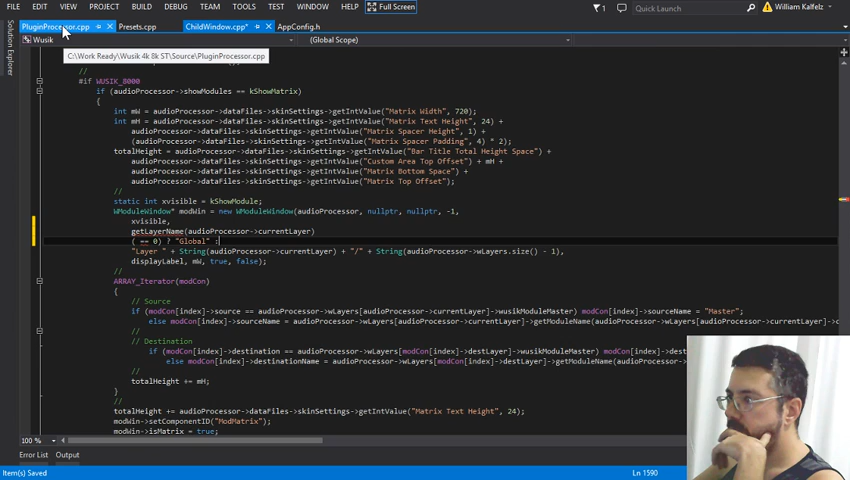 FILE EDIT VIEW PROJECT BUILD DEBUG TEAM TOOLS TEST WINDOW Full Screen 1 Quick Launch (Ctrl+Q) William Kalfelz
PluginProcessor.cpp Presets.cpp ChildWindow.cpp* AppConfig.h
Wusik (Global Scope)
C:\Work Ready\Wusik 4k 8k ST\Source\PluginProcessor.cpp
Solution Explorer
//
#if WUSIK_8000
if (audioProcessor->showModules == kShowMatrix)
{
int mW = audioProcessor->dataFiles->skinSettings->getIntValue("Matrix Width", 720);
int mH = audioProcessor->dataFiles->skinSettings->getIntValue("Matrix Text Height", 24) +
audioProcessor->dataFiles->skinSettings->getIntValue("Matrix Spacer Height", 1) +
(audioProcessor->dataFiles->skinSettings->getIntValue("Matrix Spacer Padding", 4) * 2);
totalHeight = audioProcessor->dataFiles->skinSettings->getIntValue("Bar Title Total Height Space") +
audioProcessor->dataFiles->skinSettings->getIntValue("Custom Area Top Offset") + mH +
audioProcessor->dataFiles->skinSettings->getIntValue("Matrix Bottom Space") +
audioProcessor->dataFiles->skinSettings->getIntValue("Matrix Top Offset");
//
static int xvisible = kShowModule;
WModuleWindow* modWin = new WModuleWindow(audioProcessor, nullptr, nullptr, -1,
xvisible,
getLayerName(audioProcessor->currentLayer)
( == 0) ? "Global" :
"Layer " + String(audioProcessor->currentLayer) + "/" + String(audioProcessor->wLayers.size() - 1),
displayLabel, mW, true, false);
//
ARRAY_Iterator(modCon)
{
// Source
if (modCon[index]->source == audioProcessor->wLayers[audioProcessor->currentLayer]->wusikModuleMaster) modCon[index]->sourceName = "Master";
else modCon[index]->sourceName = audioProcessor->wLayers[audioProcessor->currentLayer]->getModuleName(audioProcessor->wLayers[audioProcessor->c
//
// Destination
if (modCon[index]->destination == audioProcessor->wLayers[destLayer]->wusikModuleMaster) modCon[index]->des
else modCon[index]->destinationName = audioProcessor->wLayers[destLayer]->getModuleName(audioProcessor->wLa
//
totalHeight += mH;
}
//
totalHeight += audioProcessor->dataFiles->skinSettings->getIntValue("Matrix Text Height", 24);
modWin->setComponentID("ModMatrix");
modWin->isMatrix = true;
100 %
Error List Output
Item(s) Saved Ln 1590